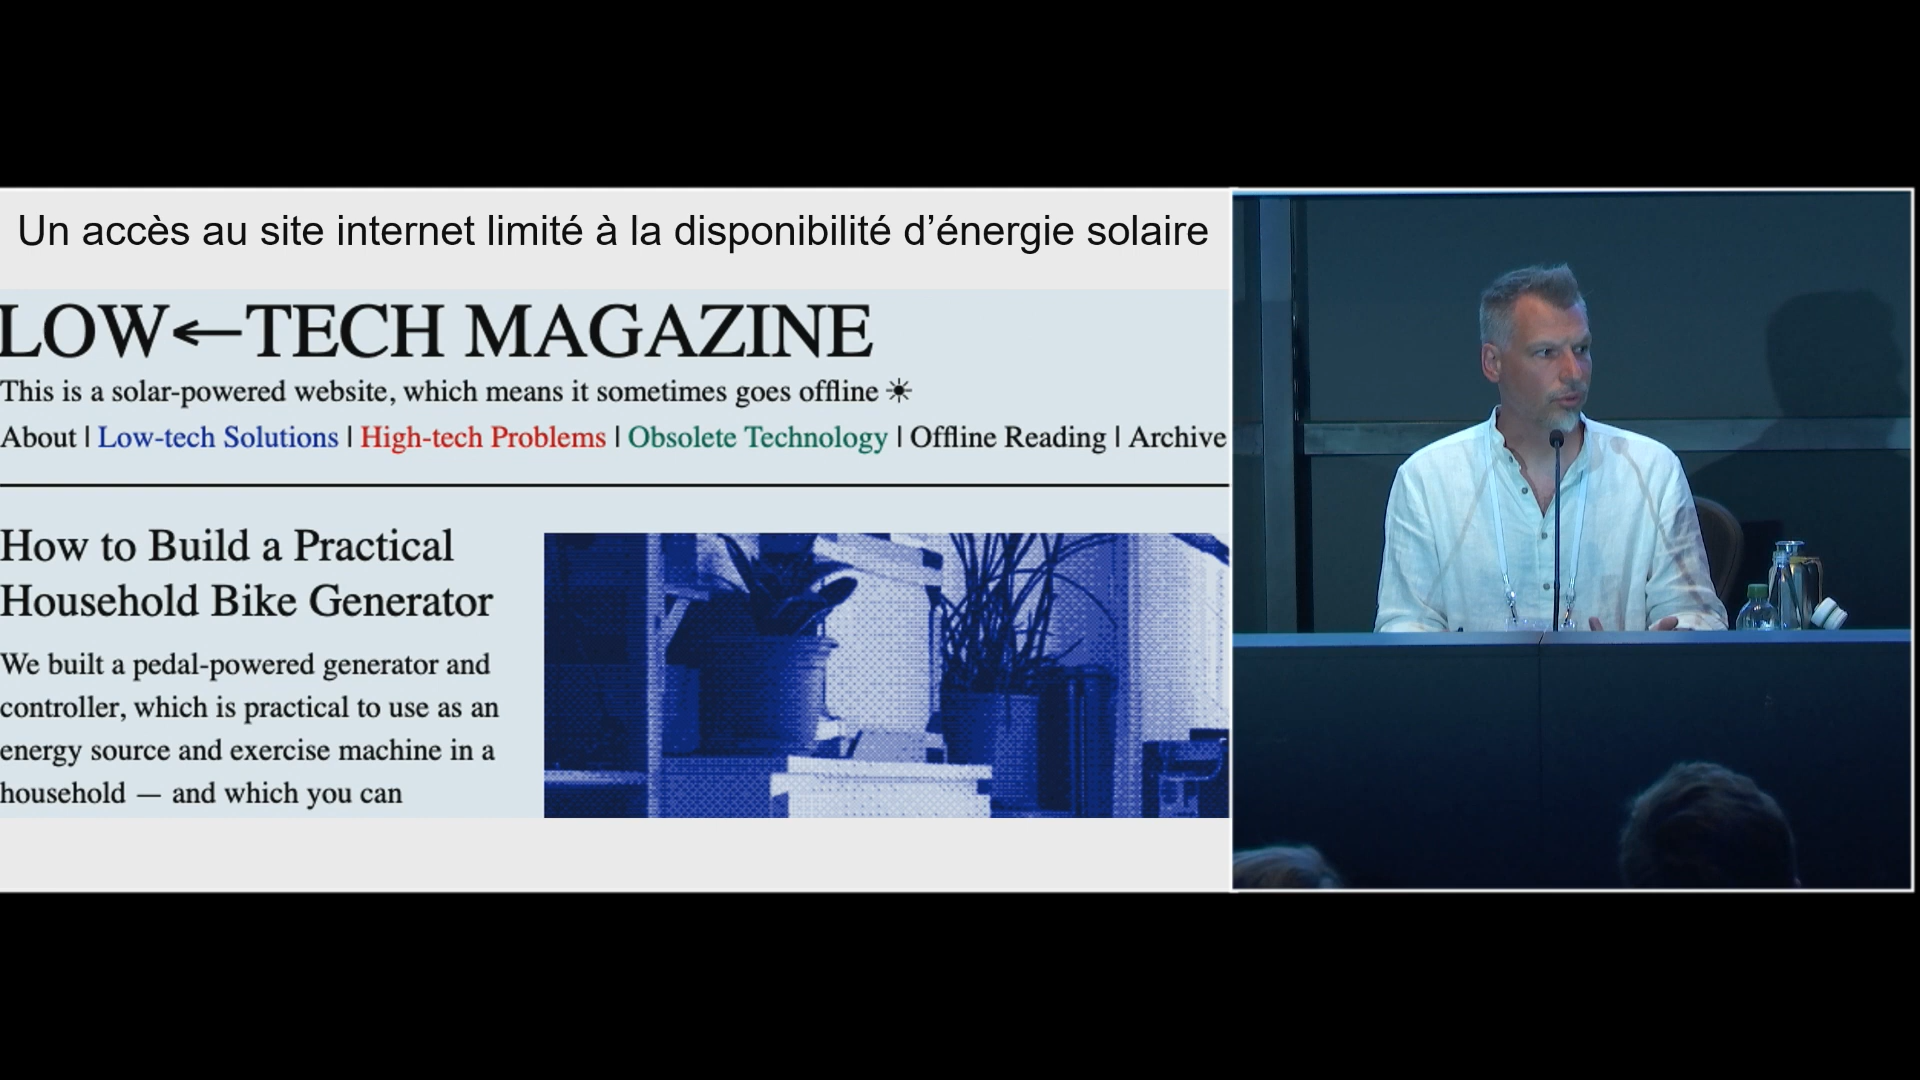 Un accès au site internet limité à la disponibilité d’énergie solaire
LOW←TECH MAGAZINE
This is a solar-powered website, which means it sometimes goes offline ☀
About | Low-tech Solutions | High-tech Problems | Obsolete Technology | Offline Reading | Archive
How to Build a Practical
Household Bike Generator
We built a pedal-powered generator and
controller, which is practical to use as an
energy source and exercise machine in a
household — and which you can